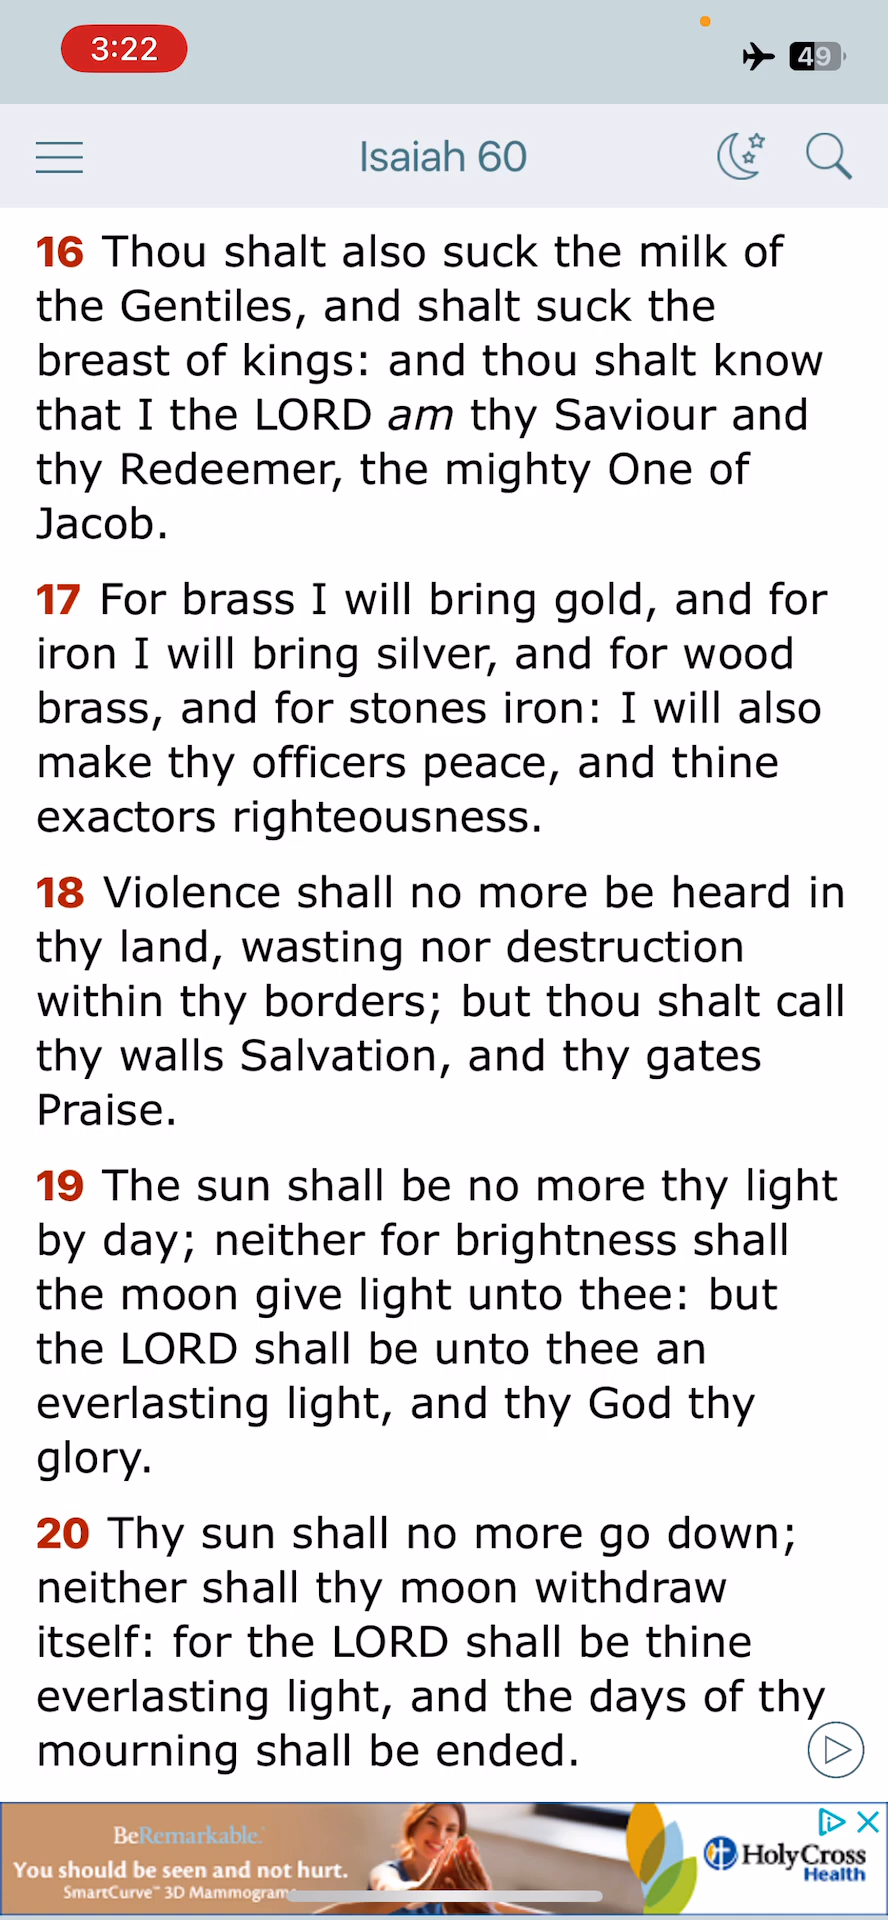 3:22
49
Isaiah 60
16 Thou shalt also suck the milk of
the Gentiles, and shalt suck the
breast of kings: and thou shalt know
that I the LORD am thy Saviour and
thy Redeemer, the mighty One of
Jacob.
17 For brass I will bring gold, and for
iron I will bring silver, and for wood
brass, and for stones iron: I will also
make thy officers peace, and thine
exactors righteousness.
18 Violence shall no more be heard in
thy land, wasting nor destruction
within thy borders; but thou shalt call
thy walls Salvation, and thy gates
Praise.
19 The sun shall be no more thy light
by day; neither for brightness shall
the moon give light unto thee: but
the LORD shall be unto thee an
everlasting light, and thy God thy
glory.
20 Thy sun shall no more go down;
neither shall thy moon withdraw
itself: for the LORD shall be thine
everlasting light, and the days of thy
mourning shall be ended.
BeRemarkable.
You should be seen and not hurt.
SmartCurve™ 3D Mammogram
HolyCross
Health